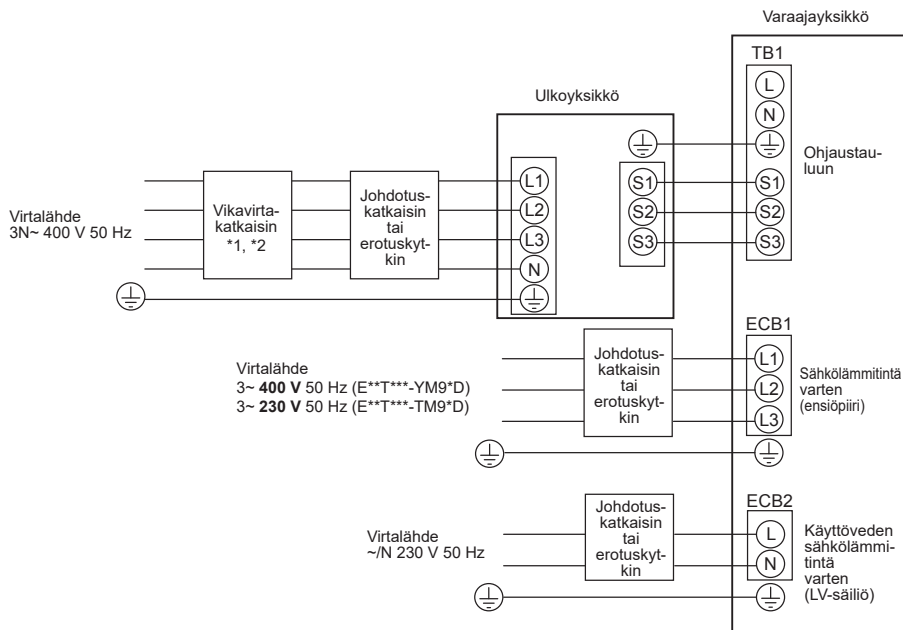 Varaajayksikkö
TB1
L
N
Ulkoyksikkö
Ohjaustau-
luun
S1
S2
S3
S1
S2
S3
L1
L2
L3
N
Vikavirta-
katkaisin
*1, *2
Johdotus-
katkaisin
tai
erotuskyt-
kin
Virtalähde
3N~ 400 V 50 Hz
ECB1
L1
L2
L3
Sähkölämmitintä
varten
(ensiöpiiri)
Johdotus-
katkaisin
tai
erotuskyt-
kin
Virtalähde
3~ 400 V 50 Hz (E**T***-YM9*D)
3~ 230 V 50 Hz (E**T***-TM9*D)
ECB2
L
N
Käyttöveden
sähkölämmi-
tintä
varten
(LV-säiliö)
Johdotus-
katkaisin
tai
erotuskyt-
kin
Virtalähde
~/N 230 V 50 Hz